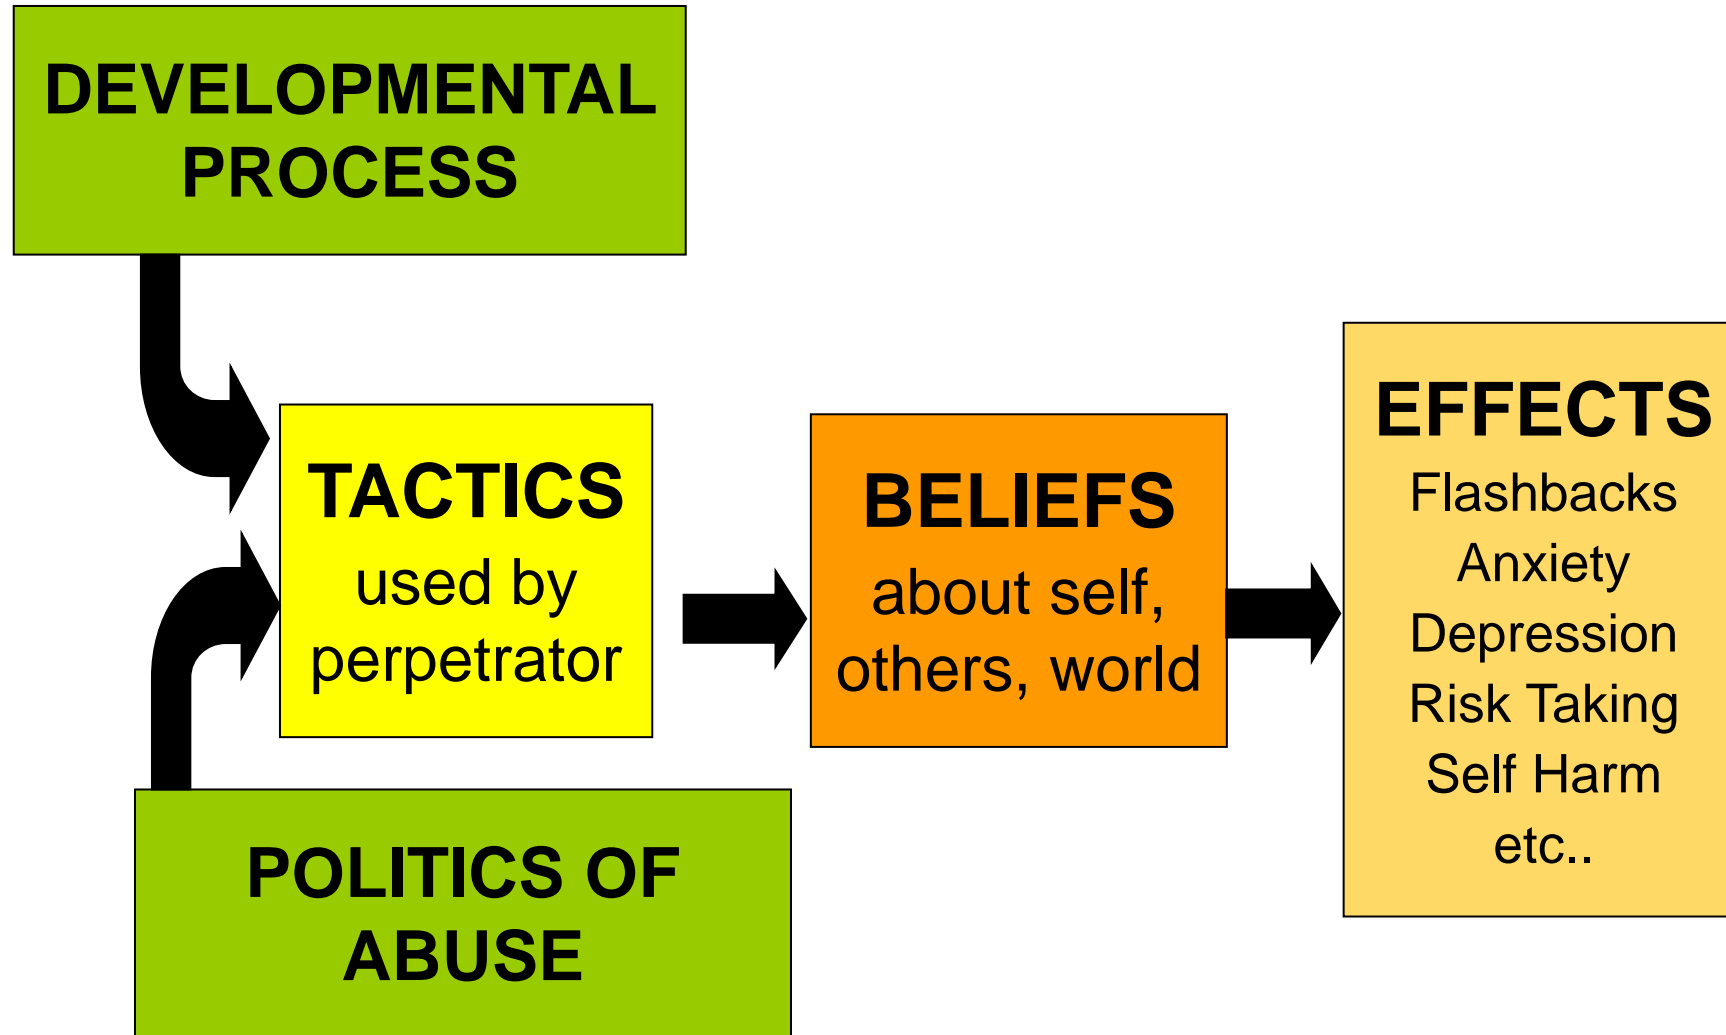 DEVELOPMENTAL
PROCESS
TACTICS
used by
perpetrator
BELIEFS
about self,
others, world
EFFECTS
Flashbacks
Anxiety
Depression
Risk Taking
Self Harm
etc..
POLITICS OF
ABUSE